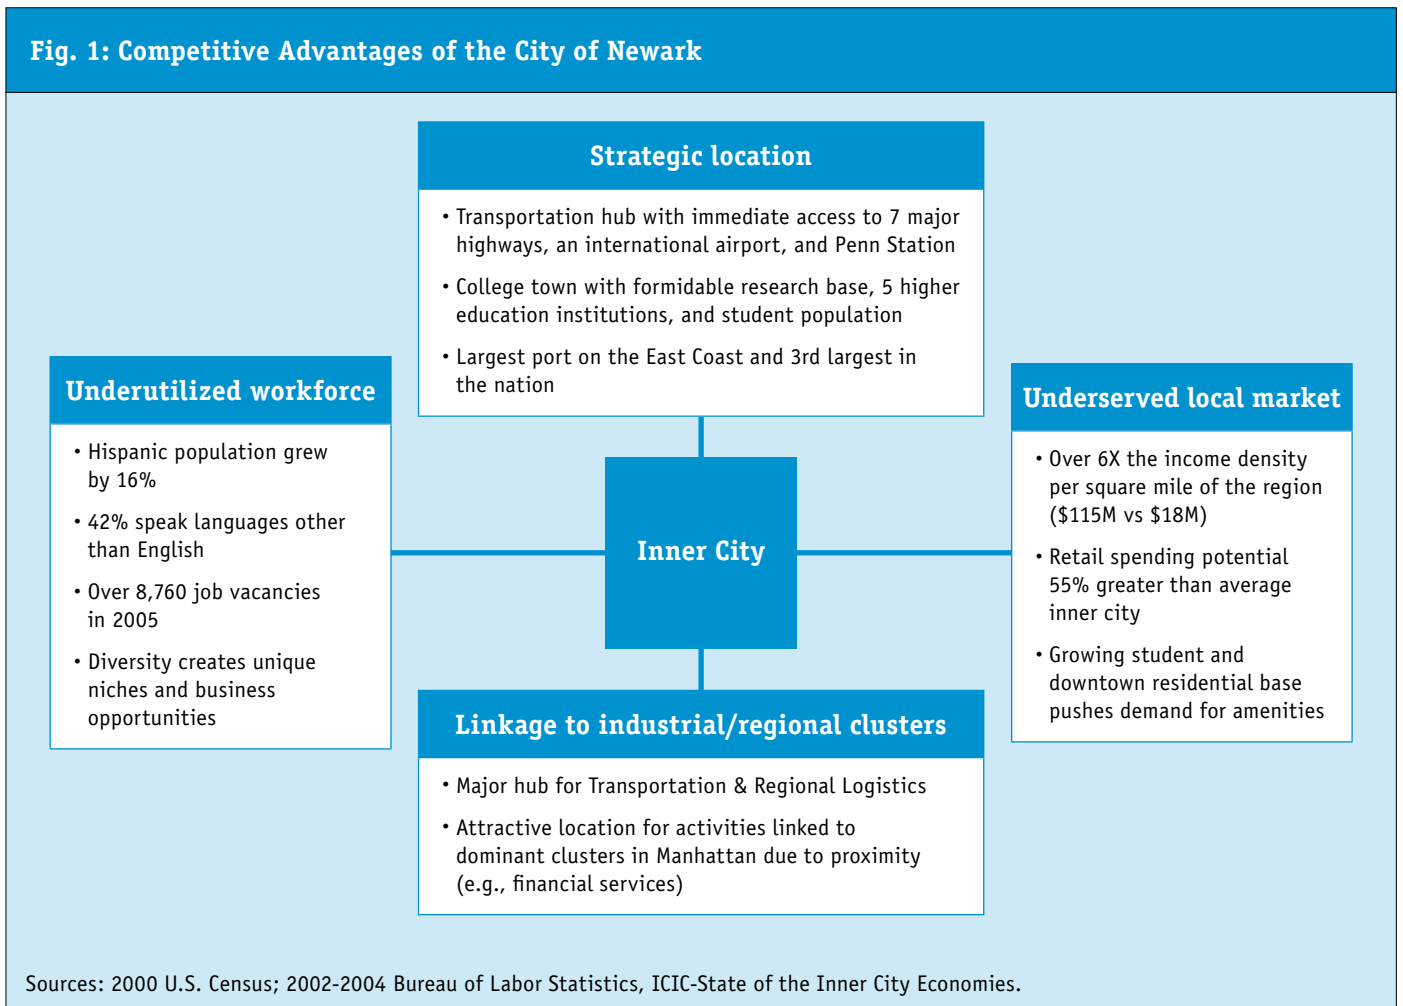 Fig. 1: Competitive Advantages of the City of Newark
Strategic location
• Transportation hub with immediate access to 7 major
highways, an international airport, and Penn Station
• College town with formidable research base, 5 higher
education institutions, and student population
• Largest port on the East Coast and 3rd largest in
the nation
Underutilized workforce
• Hispanic population grew
by 16%
• 42% speak languages other
than English
• Over 8,760 job vacancies
in 2005
• Diversity creates unique
niches and business
opportunities
Inner City
Underserved local market
• Over 6X the income density
per square mile of the region
($115M vs $18M)
• Retail spending potential
55% greater than average
inner city
• Growing student and
downtown residential base
pushes demand for amenities
Linkage to industrial/regional clusters
• Major hub for Transportation & Regional Logistics
• Attractive location for activities linked to
dominant clusters in Manhattan due to proximity
(e.g., financial services)
Sources: 2000 U.S. Census; 2002-2004 Bureau of Labor Statistics, ICIC-State of the Inner City Economies.